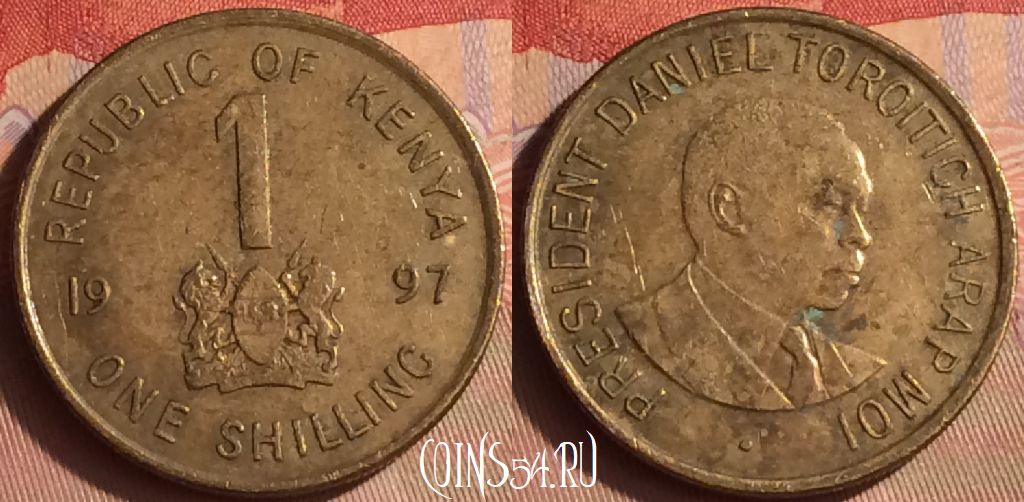 REPUBLIC OF KENYA
1
19 97
ONE SHILLING
PRESIDENT DANIEL TOROITICH ARAP MOI
COINS54.RU